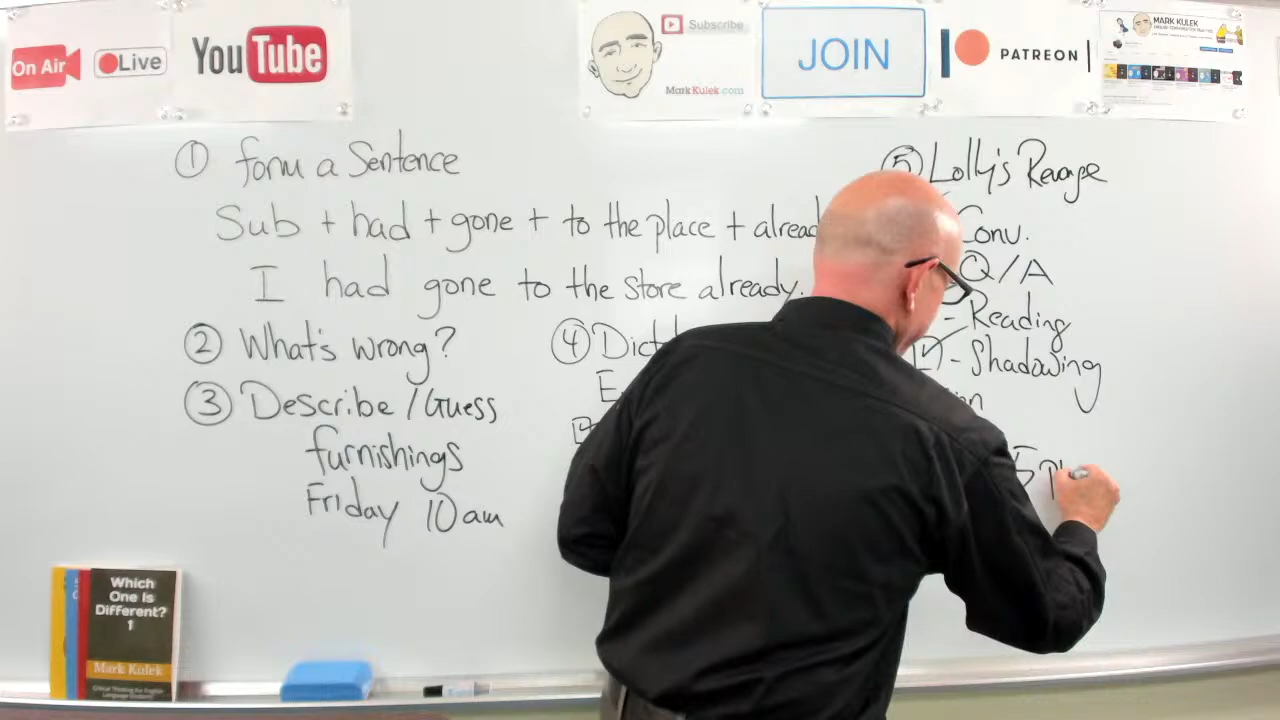 On Air
Live
YouTube
Subscribe
MarkKulek.com
JOIN
PATREON
MARK KULEK
① form a Sentence
Sub + had + gone + to the place + alread
I had gone to the store already.
② What's wrong?
③ Describe / Guess
furnishings
Friday 10am
④ Dict
E
⑤ Lolly's Revage
Conv.
Q/A
- Reading
- Shadowing
5 p
Which
One Is
Different?
1
Mark Kulek
Critical Thinking for English
Language Students